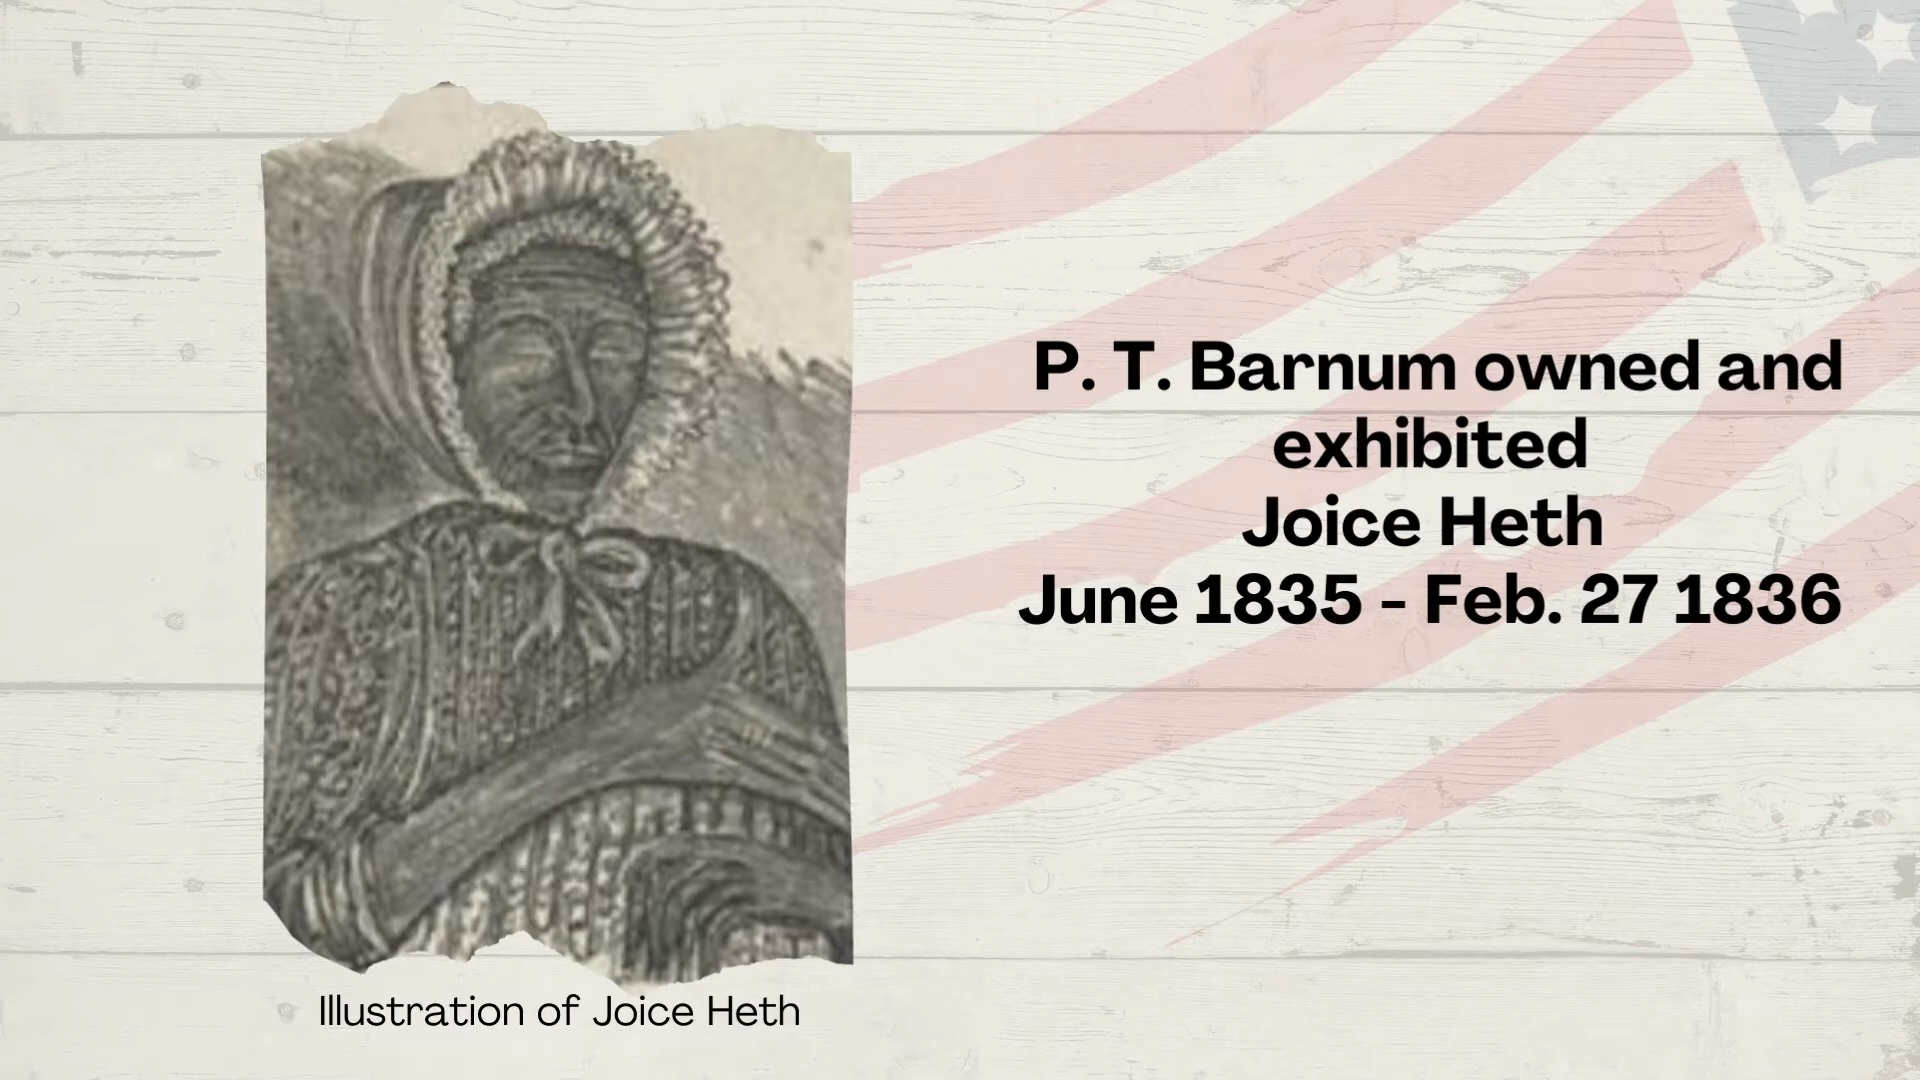 P. T. Barnum owned and
exhibited
Joice Heth
June 1835 - Feb. 27 1836
Illustration of Joice Heth